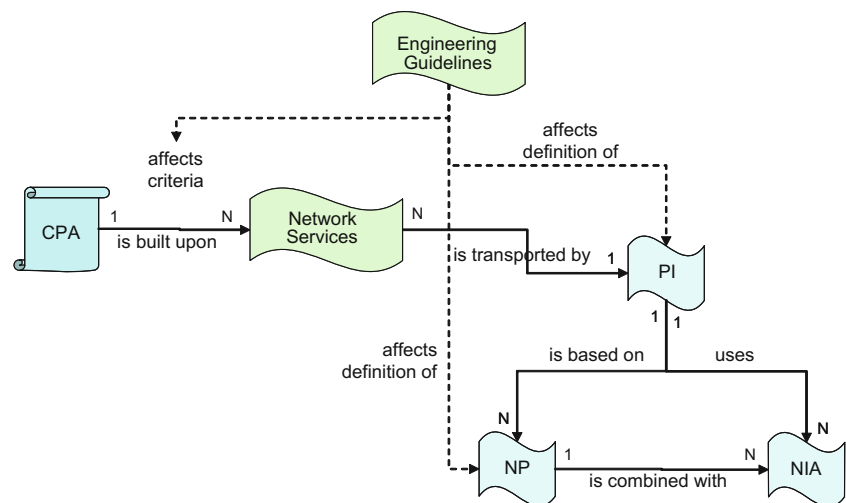 Engineering
Guidelines
affects
definition of
affects
criteria
CPA
1
N
is built upon
Network
Services
N
is transported by
1
PI
1
1
affects
definition of
is based on
uses
N
N
NP
1
N
is combined with
NIA